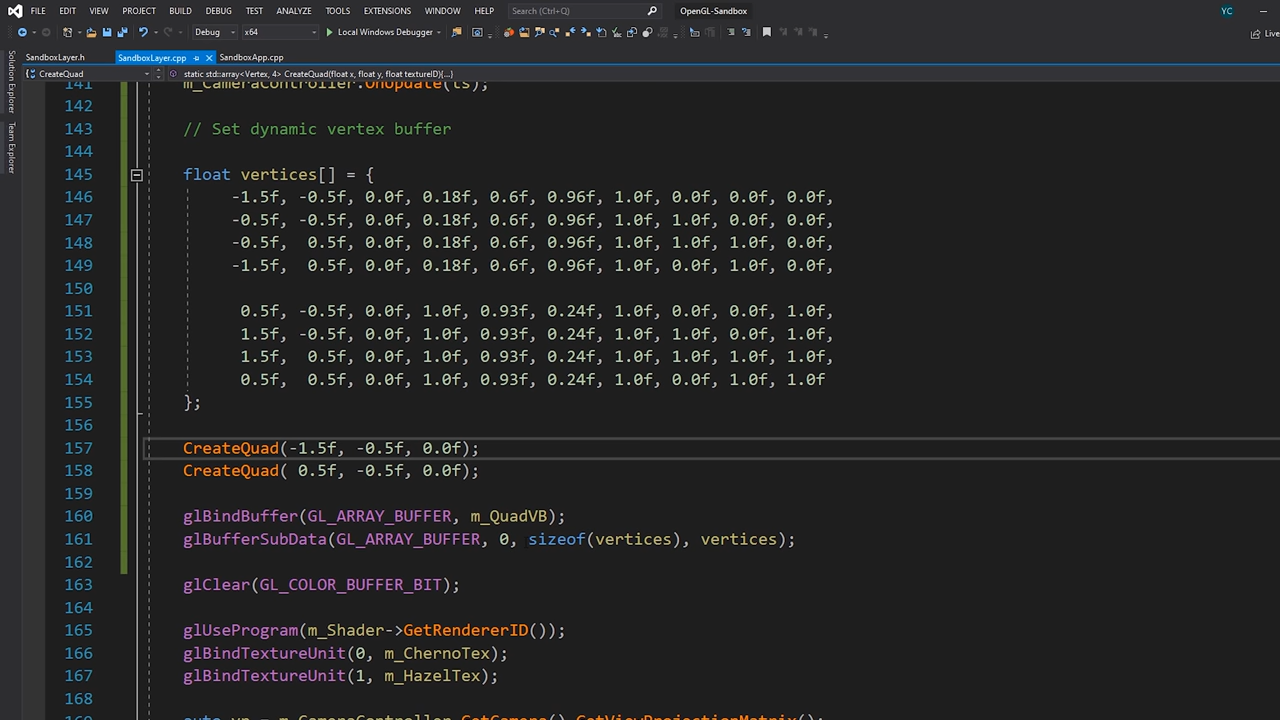 FILE EDIT VIEW PROJECT BUILD DEBUG TEST ANALYZE TOOLS EXTENSIONS WINDOW HELP Search (Ctrl+Q) OpenGL-Sandbox YC
Debug x64 Local Windows Debugger Live
SandboxLayer.h SandboxLayer.cpp SandboxApp.cpp
CreateQuad static std::array<Vertex, 4> CreateQuad(float x, float y, float textureID){...}
Solution Explorer
Team Explorer
141 m_CameraController.OnUpdate(ts);
142
143 // Set dynamic vertex buffer
144
145 float vertices[] = {
146 -1.5f, -0.5f, 0.0f, 0.18f, 0.6f, 0.96f, 1.0f, 0.0f, 0.0f, 0.0f,
147 -0.5f, -0.5f, 0.0f, 0.18f, 0.6f, 0.96f, 1.0f, 1.0f, 0.0f, 0.0f,
148 -0.5f, 0.5f, 0.0f, 0.18f, 0.6f, 0.96f, 1.0f, 1.0f, 1.0f, 0.0f,
149 -1.5f, 0.5f, 0.0f, 0.18f, 0.6f, 0.96f, 1.0f, 0.0f, 1.0f, 0.0f,
150
151 0.5f, -0.5f, 0.0f, 1.0f, 0.93f, 0.24f, 1.0f, 0.0f, 0.0f, 1.0f,
152 1.5f, -0.5f, 0.0f, 1.0f, 0.93f, 0.24f, 1.0f, 1.0f, 0.0f, 1.0f,
153 1.5f, 0.5f, 0.0f, 1.0f, 0.93f, 0.24f, 1.0f, 1.0f, 1.0f, 1.0f,
154 0.5f, 0.5f, 0.0f, 1.0f, 0.93f, 0.24f, 1.0f, 0.0f, 1.0f, 1.0f
155 };
156
157 CreateQuad(-1.5f, -0.5f, 0.0f);
158 CreateQuad( 0.5f, -0.5f, 0.0f);
159
160 glBindBuffer(GL_ARRAY_BUFFER, m_QuadVB);
161 glBufferSubData(GL_ARRAY_BUFFER, 0, sizeof(vertices), vertices);
162
163 glClear(GL_COLOR_BUFFER_BIT);
164
165 glUseProgram(m_Shader->GetRendererID());
166 glBindTextureUnit(0, m_ChernoTex);
167 glBindTextureUnit(1, m_HazelTex);
168
169 auto vp = m_CameraController.GetCamera().GetViewProjectionMatrix();